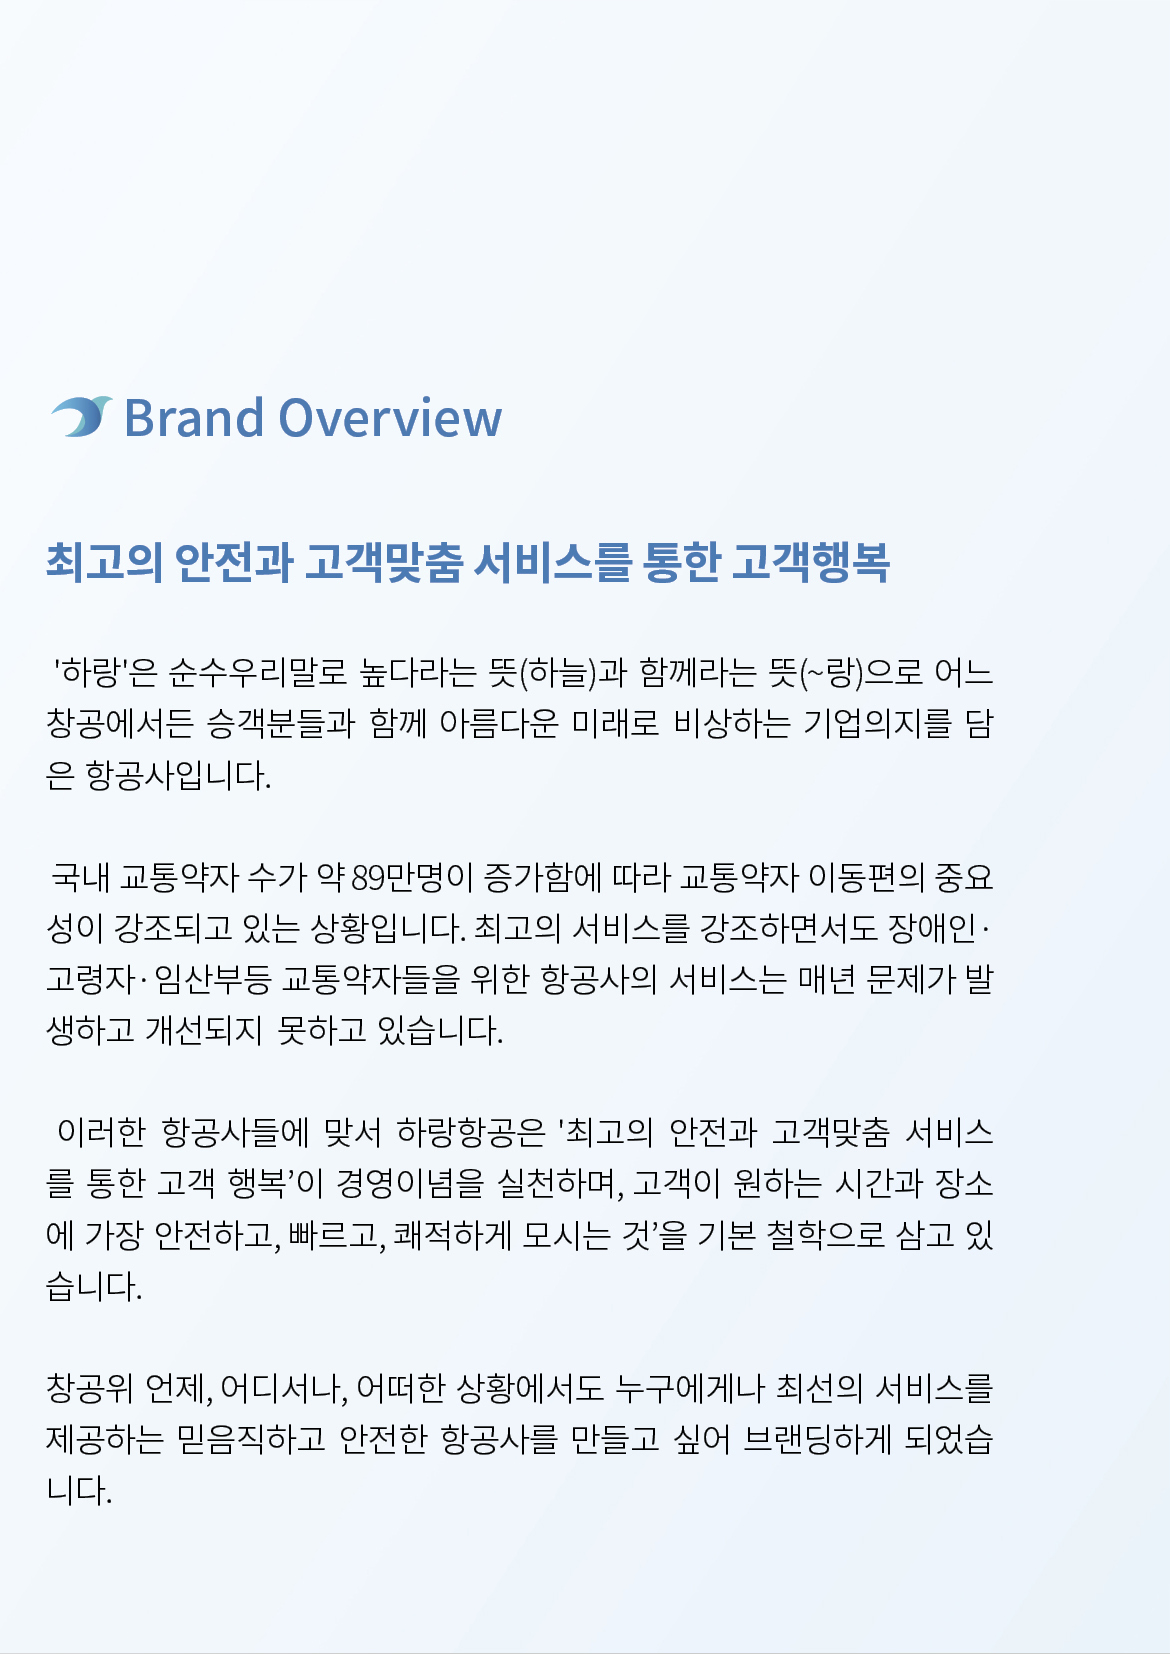 Brand Overview
최고의 안전과 고객맞춤 서비스를 통한 고객행복
'하랑'은 순수우리말로 높다라는 뜻(하늘)과 함께라는 뜻(~랑)으로 어느
창공에서든 승객분들과 함께 아름다운 미래로 비상하는 기업의지를 담
은 항공사입니다.
국내 교통약자 수가 약 89만명이 증가함에 따라 교통약자 이동편의 중요
성이 강조되고 있는 상황입니다. 최고의 서비스를 강조하면서도 장애인·
고령자·임산부등 교통약자들을 위한 항공사의 서비스는 매년 문제가 발
생하고 개선되지 못하고 있습니다.
이러한 항공사들에 맞서 하랑항공은 '최고의 안전과 고객맞춤 서비스
를 통한 고객 행복’이 경영이념을 실천하며, 고객이 원하는 시간과 장소
에 가장 안전하고, 빠르고, 쾌적하게 모시는 것’을 기본 철학으로 삼고 있
습니다.
창공위 언제, 어디서나, 어떠한 상황에서도 누구에게나 최선의 서비스를
제공하는 믿음직하고 안전한 항공사를 만들고 싶어 브랜딩하게 되었습
니다.